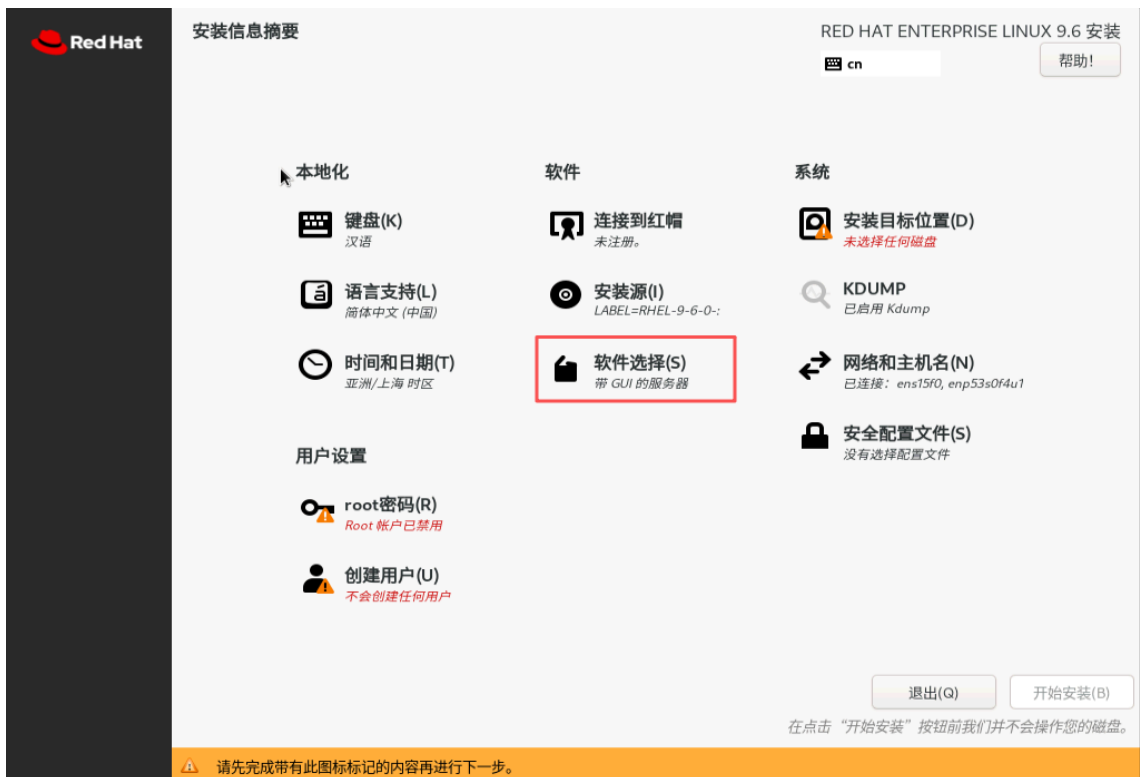 Red Hat
安装信息摘要
RED HAT ENTERPRISE LINUX 9.6 安装
cn
帮助!
本地化
键盘(K)
汉语
语言支持(L)
简体中文 (中国)
时间和日期(T)
亚洲/上海 时区
用户设置
root密码(R)
Root 帐户已禁用
创建用户(U)
不会创建任何用户
软件
连接到红帽
未注册。
安装源(I)
LABEL=RHEL-9-6-0-:
软件选择(S)
带 GUI 的服务器
系统
安装目标位置(D)
未选择任何磁盘
KDUMP
已启用 Kdump
网络和主机名(N)
已连接：ens15f0, enp53s0f4u1
安全配置文件(S)
没有选择配置文件
退出(Q)
开始安装(B)
在点击“开始安装”按钮前我们并不会操作您的磁盘。
请先完成带有此图标标记的内容再进行下一步。